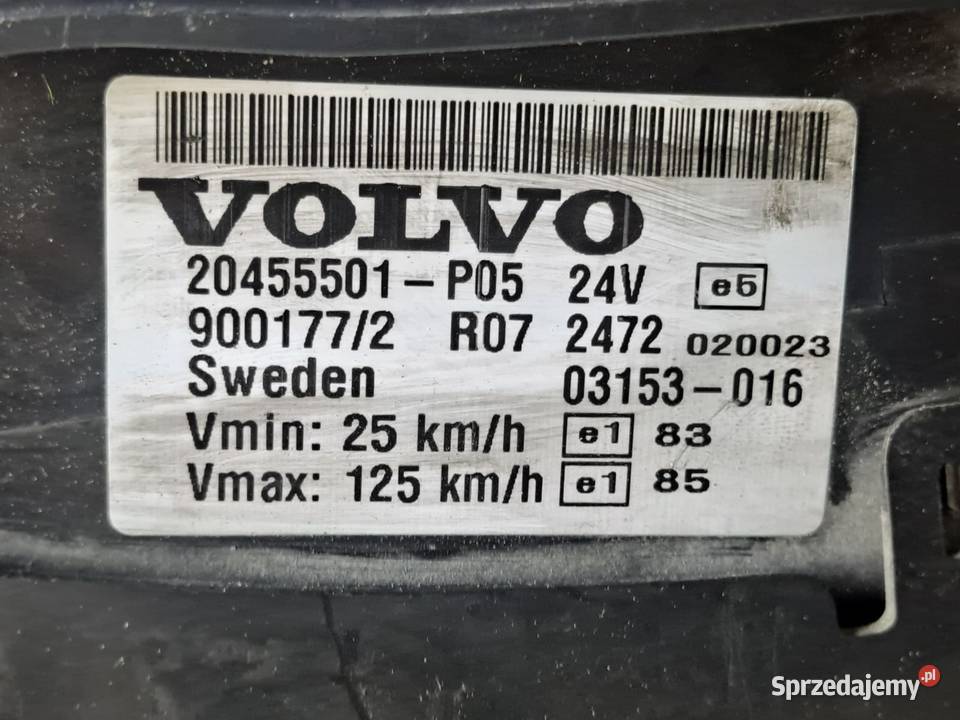 VOLVO
20455501-P05 24V e5
900177/2 R07 2472 020023
Sweden 03153-016
Vmin: 25 km/h e1 83
Vmax: 125 km/h e1 85
Sprzedajemy.pl